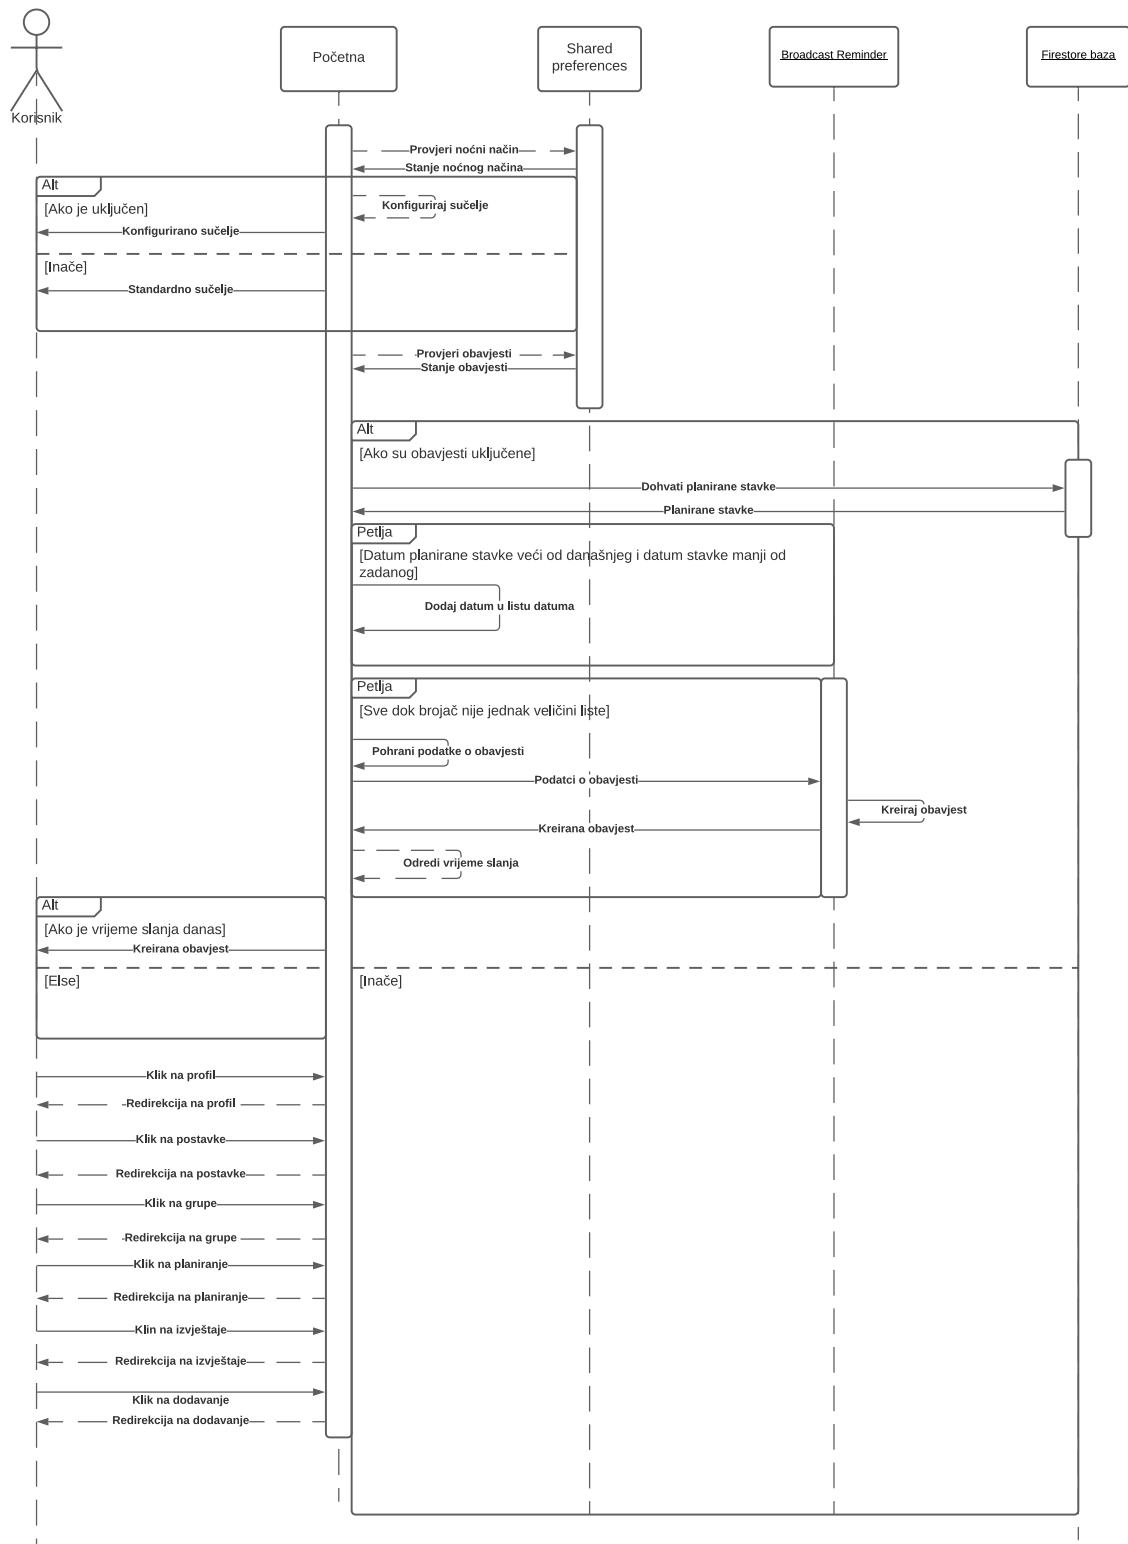 Korisnik
Početna
Shared
preferences
Broadcast Reminder
Firestore baza
Provjeri noćni način
Stanje noćnog načina
Alt
[Ako je uključen]
Konfiguriraj sučelje
Konfigurirano sučelje
[Inače]
Standardno sučelje
Provjeri obavjesti
Stanje obavjesti
Alt
[Ako su obavjesti uključene]
Dohvati planirane stavke
Planirane stavke
Petlja
[Datum planirane stavke veći od današnjeg i datum stavke manji od
zadanog]
Dodaj datum u listu datuma
Petlja
[Sve dok brojač nije jednak veličini liste]
Pohrani podatke o obavjesti
Podatci o obavjesti
Kreiraj obavjest
Kreirana obavjest
Odredi vrijeme slanja
Alt
[Ako je vrijeme slanja danas]
Kreirana obavjest
[Else]
[Inače]
Klik na profil
Redirekcija na profil
Klik na postavke
Redirekcija na postavke
Klik na grupe
Redirekcija na grupe
Klik na planiranje
Redirekcija na planiranje
Klin na izvještaje
Redirekcija na izvještaje
Klik na dodavanje
Redirekcija na dodavanje